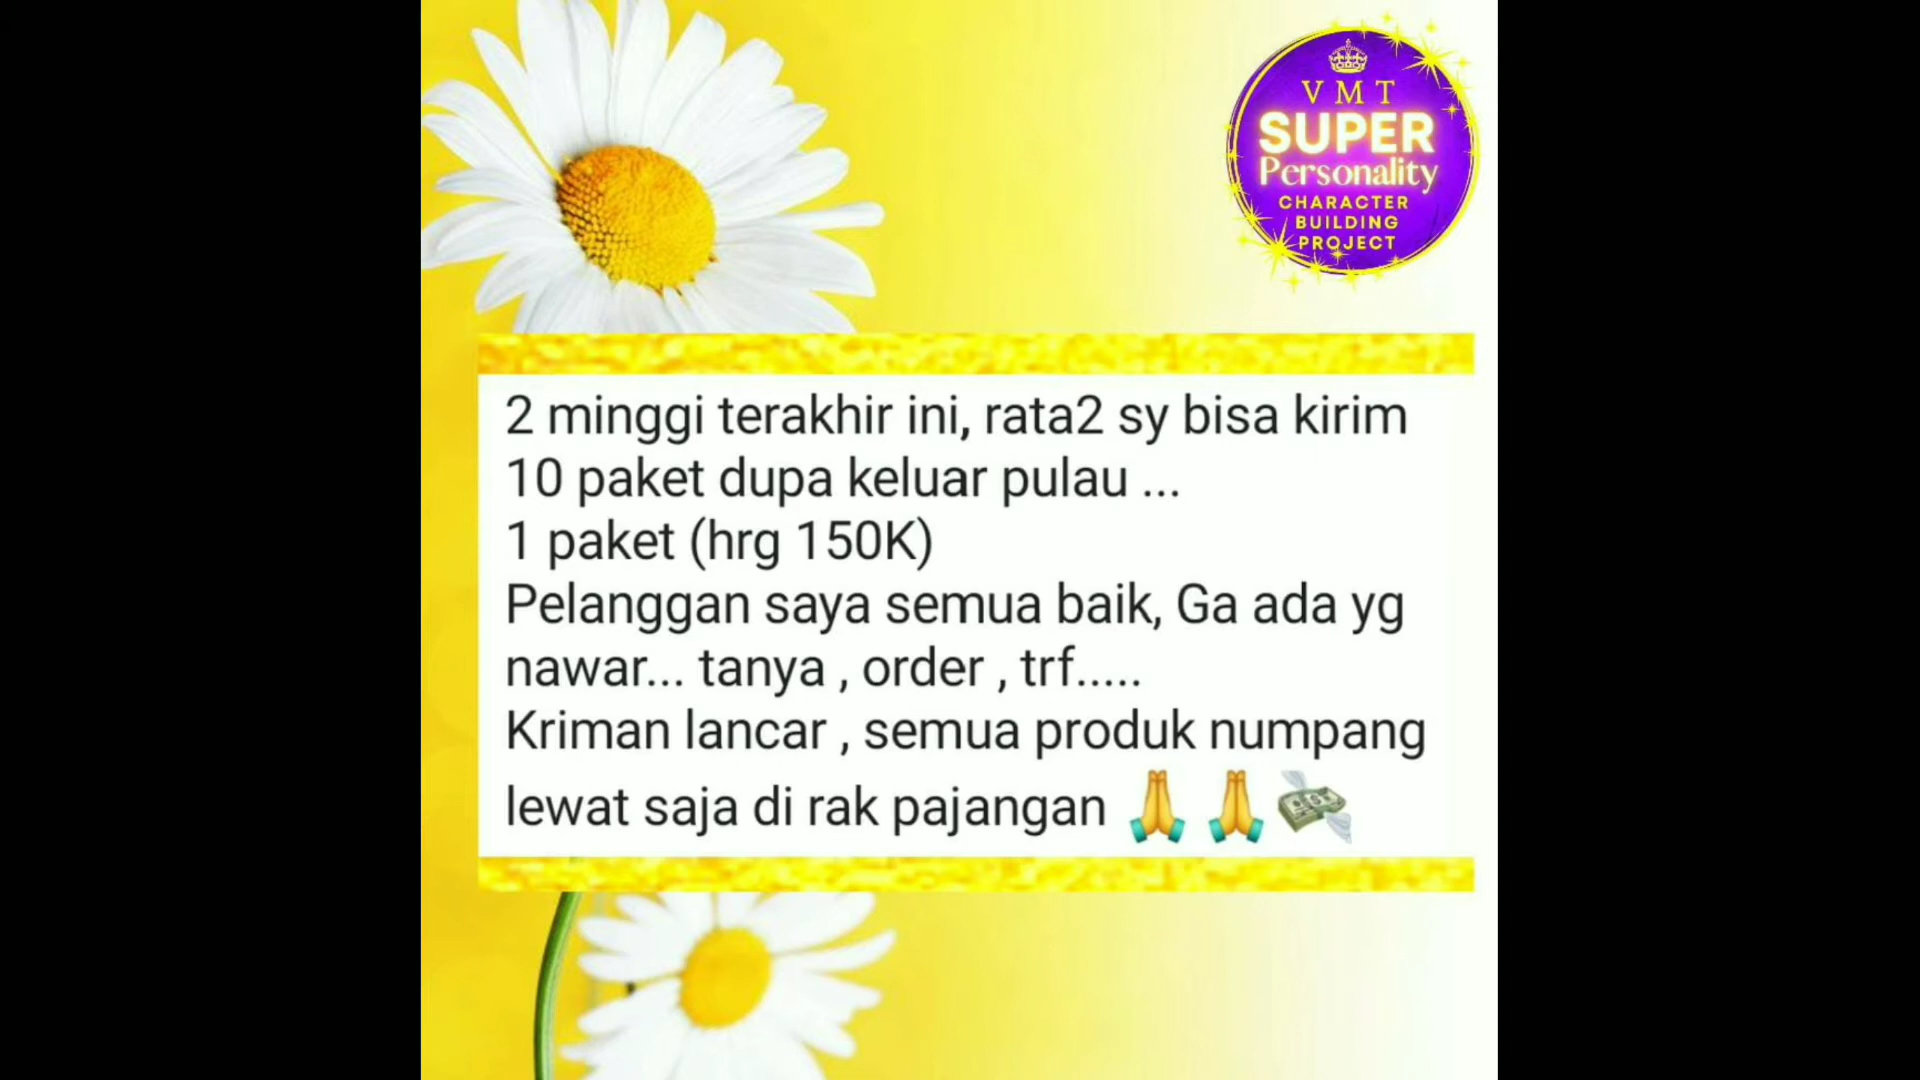 VMT
SUPER
Personality
CHARACTER
BUILDING
PROJECT
2 minggi terakhir ini, rata2 sy bisa kirim
10 paket dupa keluar pulau ...
1 paket (hrg 150K)
Pelanggan saya semua baik, Ga ada yg
nawar... tanya , order , trf.....
Kriman lancar , semua produk numpang
lewat saja di rak pajangan 🙏 🙏 💸